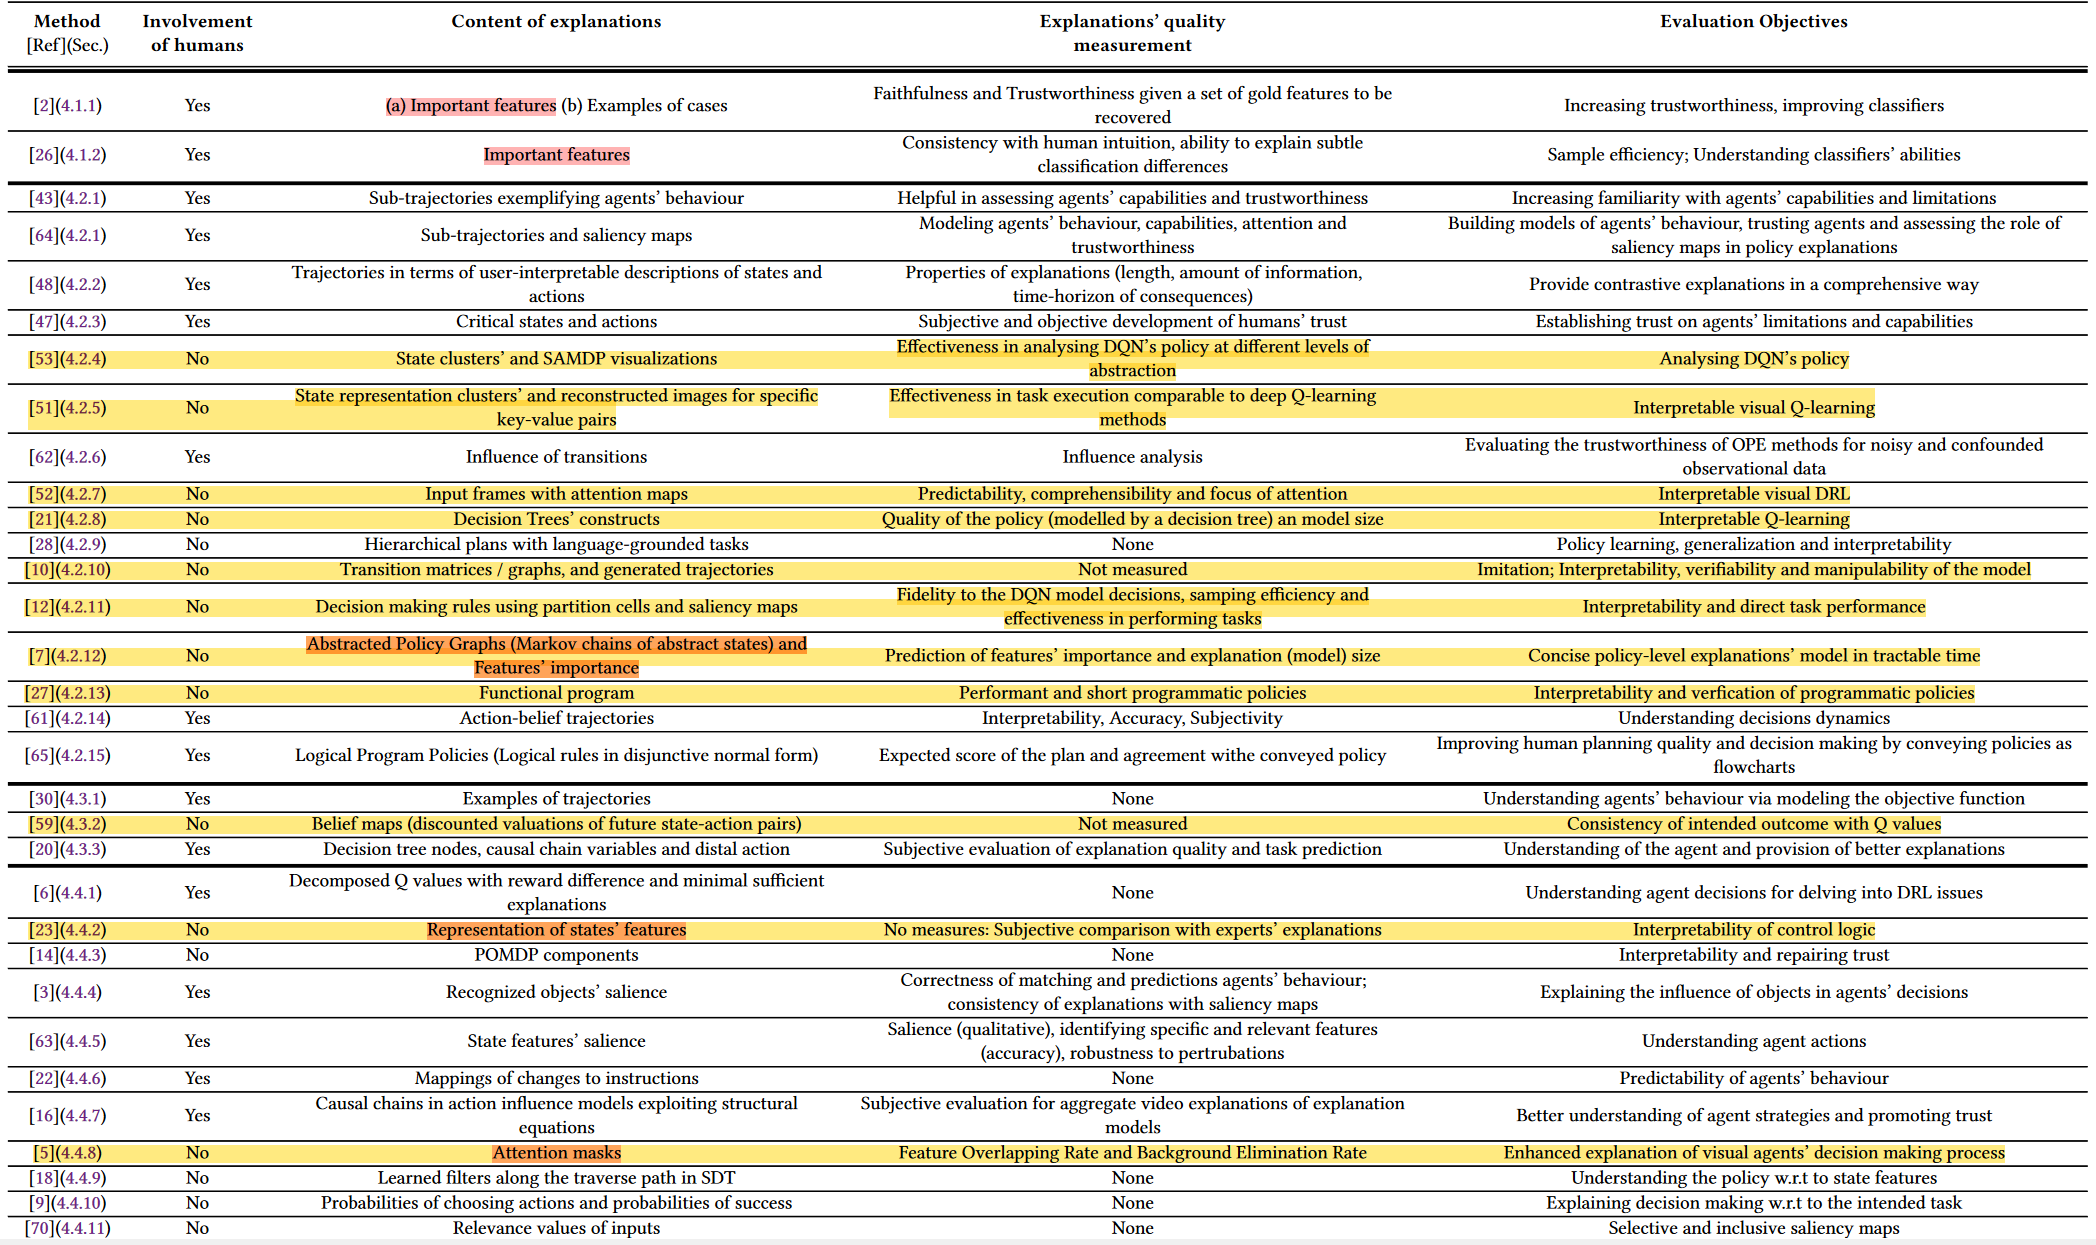 Method Involvement Content of explanations Explanations’ quality Evaluation Objectives
[Ref](Sec.) of humans measurement
[2](4.1.1) Yes (a) Important features (b) Examples of cases Faithfulness and Trustworthiness given a set of gold features to be Increasing trustworthiness, improving classifiers
recovered
[26](4.1.2) Yes Important features Consistency with human intuition, ability to explain subtle Sample efficiency; Understanding classifiers’ abilities
classification differences
[43](4.2.1) Yes Sub-trajectories exemplifying agents’ behaviour Helpful in assessing agents’ capabilities and trustworthiness Increasing familiarity with agents’ capabilities and limitations
[64](4.2.1) Yes Sub-trajectories and saliency maps Modeling agents’ behaviour, capabilities, attention and Building models of agents’ behaviour, trusting agents and assessing the role of
trustworthiness saliency maps in policy explanations
[48](4.2.2) Yes Trajectories in terms of user-interpretable descriptions of states and Properties of explanations (length, amount of information, Provide contrastive explanations in a comprehensive way
actions time-horizon of consequences)
[47](4.2.3) Yes Critical states and actions Subjective and objective development of humans’ trust Establishing trust on agents’ limitations and capabilities
[53](4.2.4) No State clusters’ and SAMDP visualizations Effectiveness in analysing DQN’s policy at different levels of Analysing DQN’s policy
abstraction
[51](4.2.5) No State representation clusters’ and reconstructed images for specific Effectiveness in task execution comparable to deep Q-learning Interpretable visual Q-learning
key-value pairs methods
[62](4.2.6) Yes Influence of transitions Influence analysis Evaluating the trustworthiness of OPE methods for noisy and confounded
observational data
[52](4.2.7) No Input frames with attention maps Predictability, comprehensibility and focus of attention Interpretable visual DRL
[21](4.2.8) No Decision Trees’ constructs Quality of the policy (modelled by a decision tree) an model size Interpretable Q-learning
[28](4.2.9) No Hierarchical plans with language-grounded tasks None Policy learning, generalization and interpretability
[10](4.2.10) No Transition matrices / graphs, and generated trajectories Not measured Imitation; Interpretability, verifiability and manipulability of the model
[12](4.2.11) No Decision making rules using partition cells and saliency maps Fidelity to the DQN model decisions, samping efficiency and Interpretability and direct task performance
effectiveness in performing tasks
[7](4.2.12) No Abstracted Policy Graphs (Markov chains of abstract states) and Prediction of features’ importance and explanation (model) size Concise policy-level explanations’ model in tractable time
Features’ importance
[27](4.2.13) No Functional program Performant and short programmatic policies Interpretability and verfication of programmatic policies
[61](4.2.14) Yes Action-belief trajectories Interpretability, Accuracy, Subjectivity Understanding decisions dynamics
[65](4.2.15) Yes Logical Program Policies (Logical rules in disjunctive normal form) Expected score of the plan and agreement withe conveyed policy Improving human planning quality and decision making by conveying policies as
flowcharts
[30](4.3.1) Yes Examples of trajectories None Understanding agents’ behaviour via modeling the objective function
[59](4.3.2) No Belief maps (discounted valuations of future state-action pairs) Not measured Consistency of intended outcome with Q values
[20](4.3.3) Yes Decision tree nodes, causal chain variables and distal action Subjective evaluation of explanation quality and task prediction Understanding of the agent and provision of better explanations
[6](4.4.1) Yes Decomposed Q values with reward difference and minimal sufficient None Understanding agent decisions for delving into DRL issues
explanations
[23](4.4.2) No Representation of states’ features No measures: Subjective comparison with experts’ explanations Interpretability of control logic
[14](4.4.3) No POMDP components None Interpretability and repairing trust
[3](4.4.4) Yes Recognized objects’ salience Correctness of matching and predictions agents’ behaviour; Explaining the influence of objects in agents’ decisions
consistency of explanations with saliency maps
[63](4.4.5) Yes State features’ salience Salience (qualitative), identifying specific and relevant features Understanding agent actions
(accuracy), robustness to pertrubations
[22](4.4.6) Yes Mappings of changes to instructions None Predictability of agents’ behaviour
[16](4.4.7) Yes Causal chains in action influence models exploiting structural Subjective evaluation for aggregate video explanations of explanation Better understanding of agent strategies and promoting trust
equations models
[5](4.4.8) No Attention masks Feature Overlapping Rate and Background Elimination Rate Enhanced explanation of visual agents’ decision making process
[18](4.4.9) No Learned filters along the traverse path in SDT None Understanding the policy w.r.t to state features
[9](4.4.10) No Probabilities of choosing actions and probabilities of success None Explaining decision making w.r.t to the intended task
[70](4.4.11) No Relevance values of inputs None Selective and inclusive saliency maps